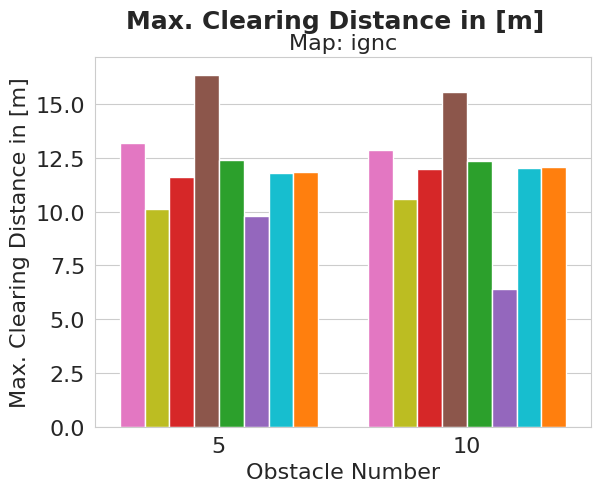 Max. Clearing Distance in [m]
Map: ignc
Max. Clearing Distance in [m]
15.0
12.5
10.0
7.5
5.0
2.5
0.0
5
10
Obstacle Number